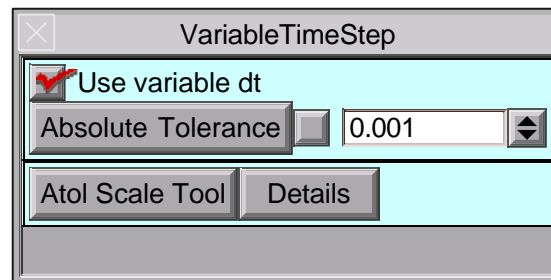 VariableTimeStep
Use variable dt
Absolute Tolerance 0.001
Atol Scale Tool Details